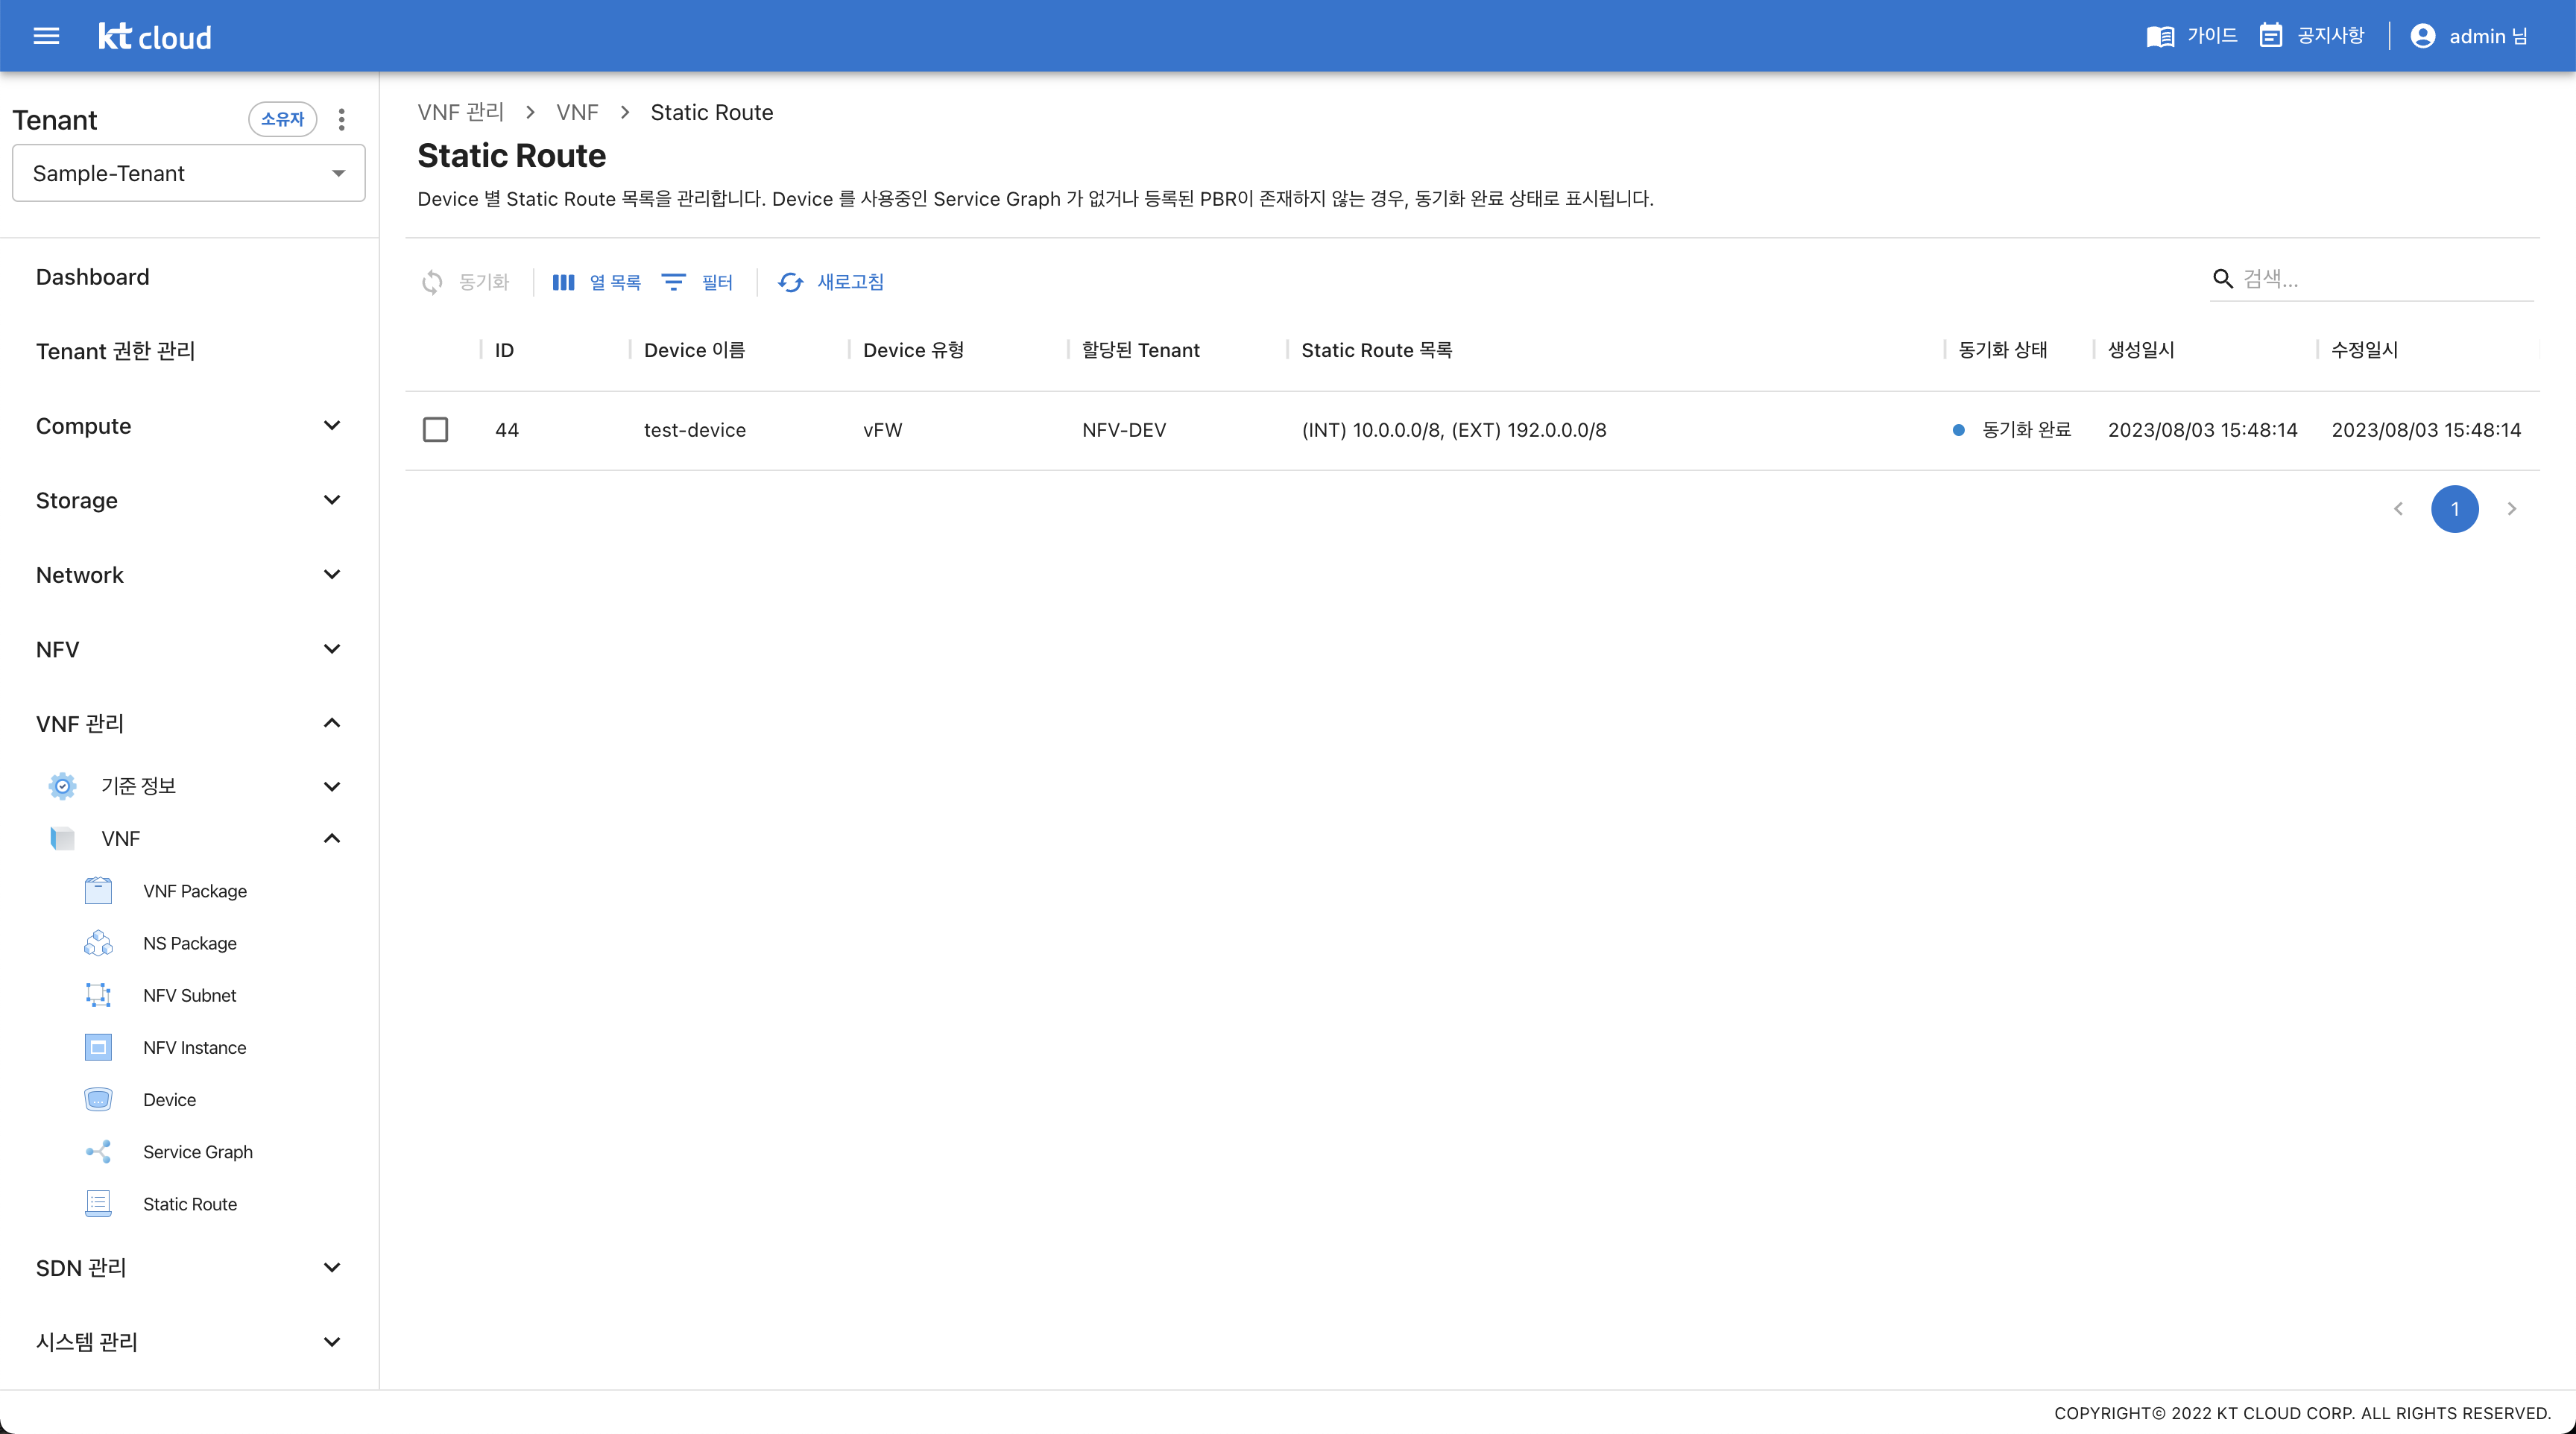 kt cloud
가이드
공지사항
admin 님
Tenant
소유자
Sample-Tenant
Dashboard
Tenant 권한 관리
Compute
Storage
Network
NFV
VNF 관리
기준 정보
VNF
VNF Package
NS Package
NFV Subnet
NFV Instance
Device
Service Graph
Static Route
SDN 관리
시스템 관리
VNF 관리 > VNF > Static Route
Static Route
Device 별 Static Route 목록을 관리합니다. Device 를 사용중인 Service Graph 가 없거나 등록된 PBR이 존재하지 않는 경우, 동기화 완료 상태로 표시됩니다.
동기화 열 목록 필터 새로고침 검색...
ID Device 이름 Device 유형 할당된 Tenant Static Route 목록 동기화 상태 생성일시 수정일시
44 test-device vFW NFV-DEV (INT) 10.0.0.0/8, (EXT) 192.0.0.0/8 동기화 완료 2023/08/03 15:48:14 2023/08/03 15:48:14
1
COPYRIGHT© 2022 KT CLOUD CORP. ALL RIGHTS RESERVED.